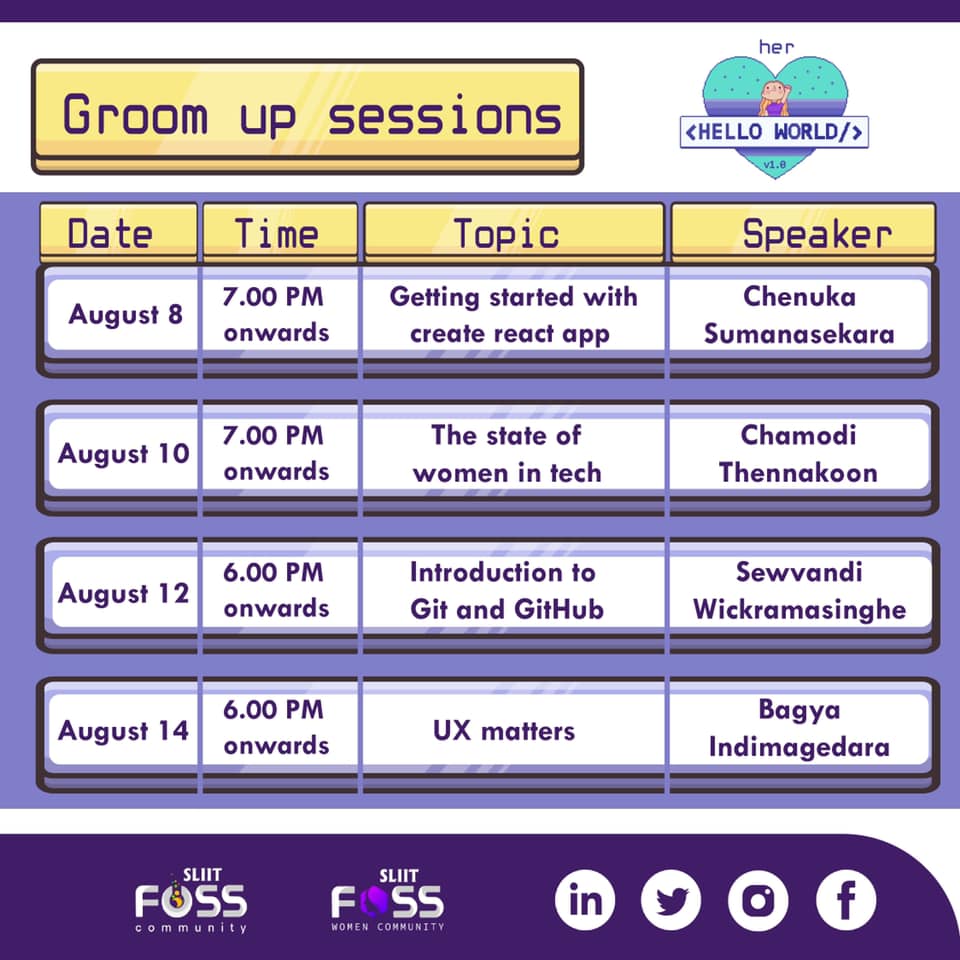 her
Groom up sessions
<HELLO WORLD/>
v1.0
Date Time Topic Speaker
August 8
7.00 PM
onwards
Getting started with
create react app
Chenuka
Sumanasekara
August 10
7.00 PM
onwards
The state of
women in tech
Chamodi
Thennakoon
August 12
6.00 PM
onwards
Introduction to
Git and GitHub
Sewvandi
Wickramasinghe
August 14
6.00 PM
onwards
UX matters
Bagya
Indimagedara
SLIIT
FOSS
community
SLIIT
FOSS
WOMEN COMMUNITY
in
f